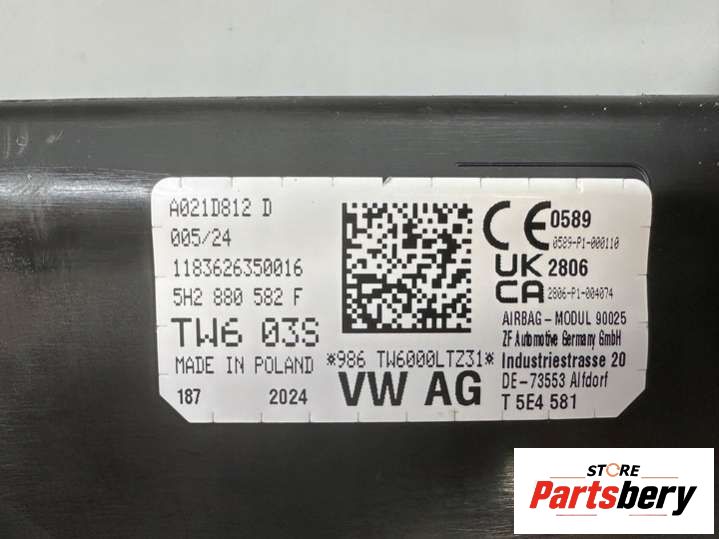 A021D812 D
005/24
1183626350016
5H2 880 582 F
TW6 03S
MADE IN POLAND
187 2024
*986 TW6000LTZ31*
VW AG
CE 0589
0589-P1-000110
UK
CA 2806
2806-P1-004074
AIRBAG - MODUL 90025
ZF Automotive Germany GmbH
Industriestrasse 20
DE-73553 Alfdorf
T 5E4 581
STORE
Partsbery